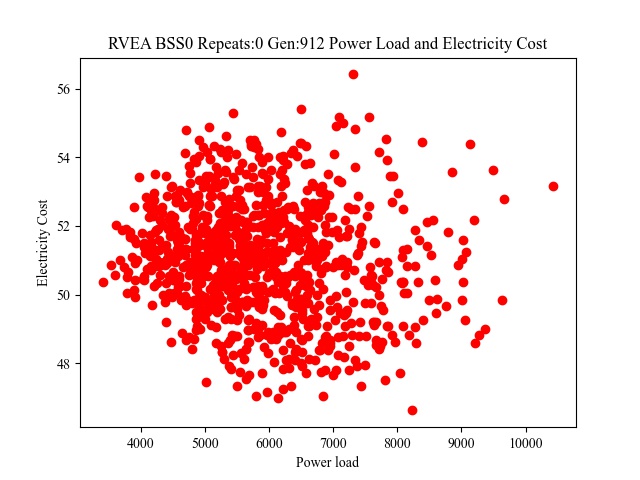 RVEA BSS0 Repeats:0 Gen:912 Power Load and Electricity Cost
56
54
52
50
48
Electricity Cost
4000 5000 6000 7000 8000 9000 10000
Power load